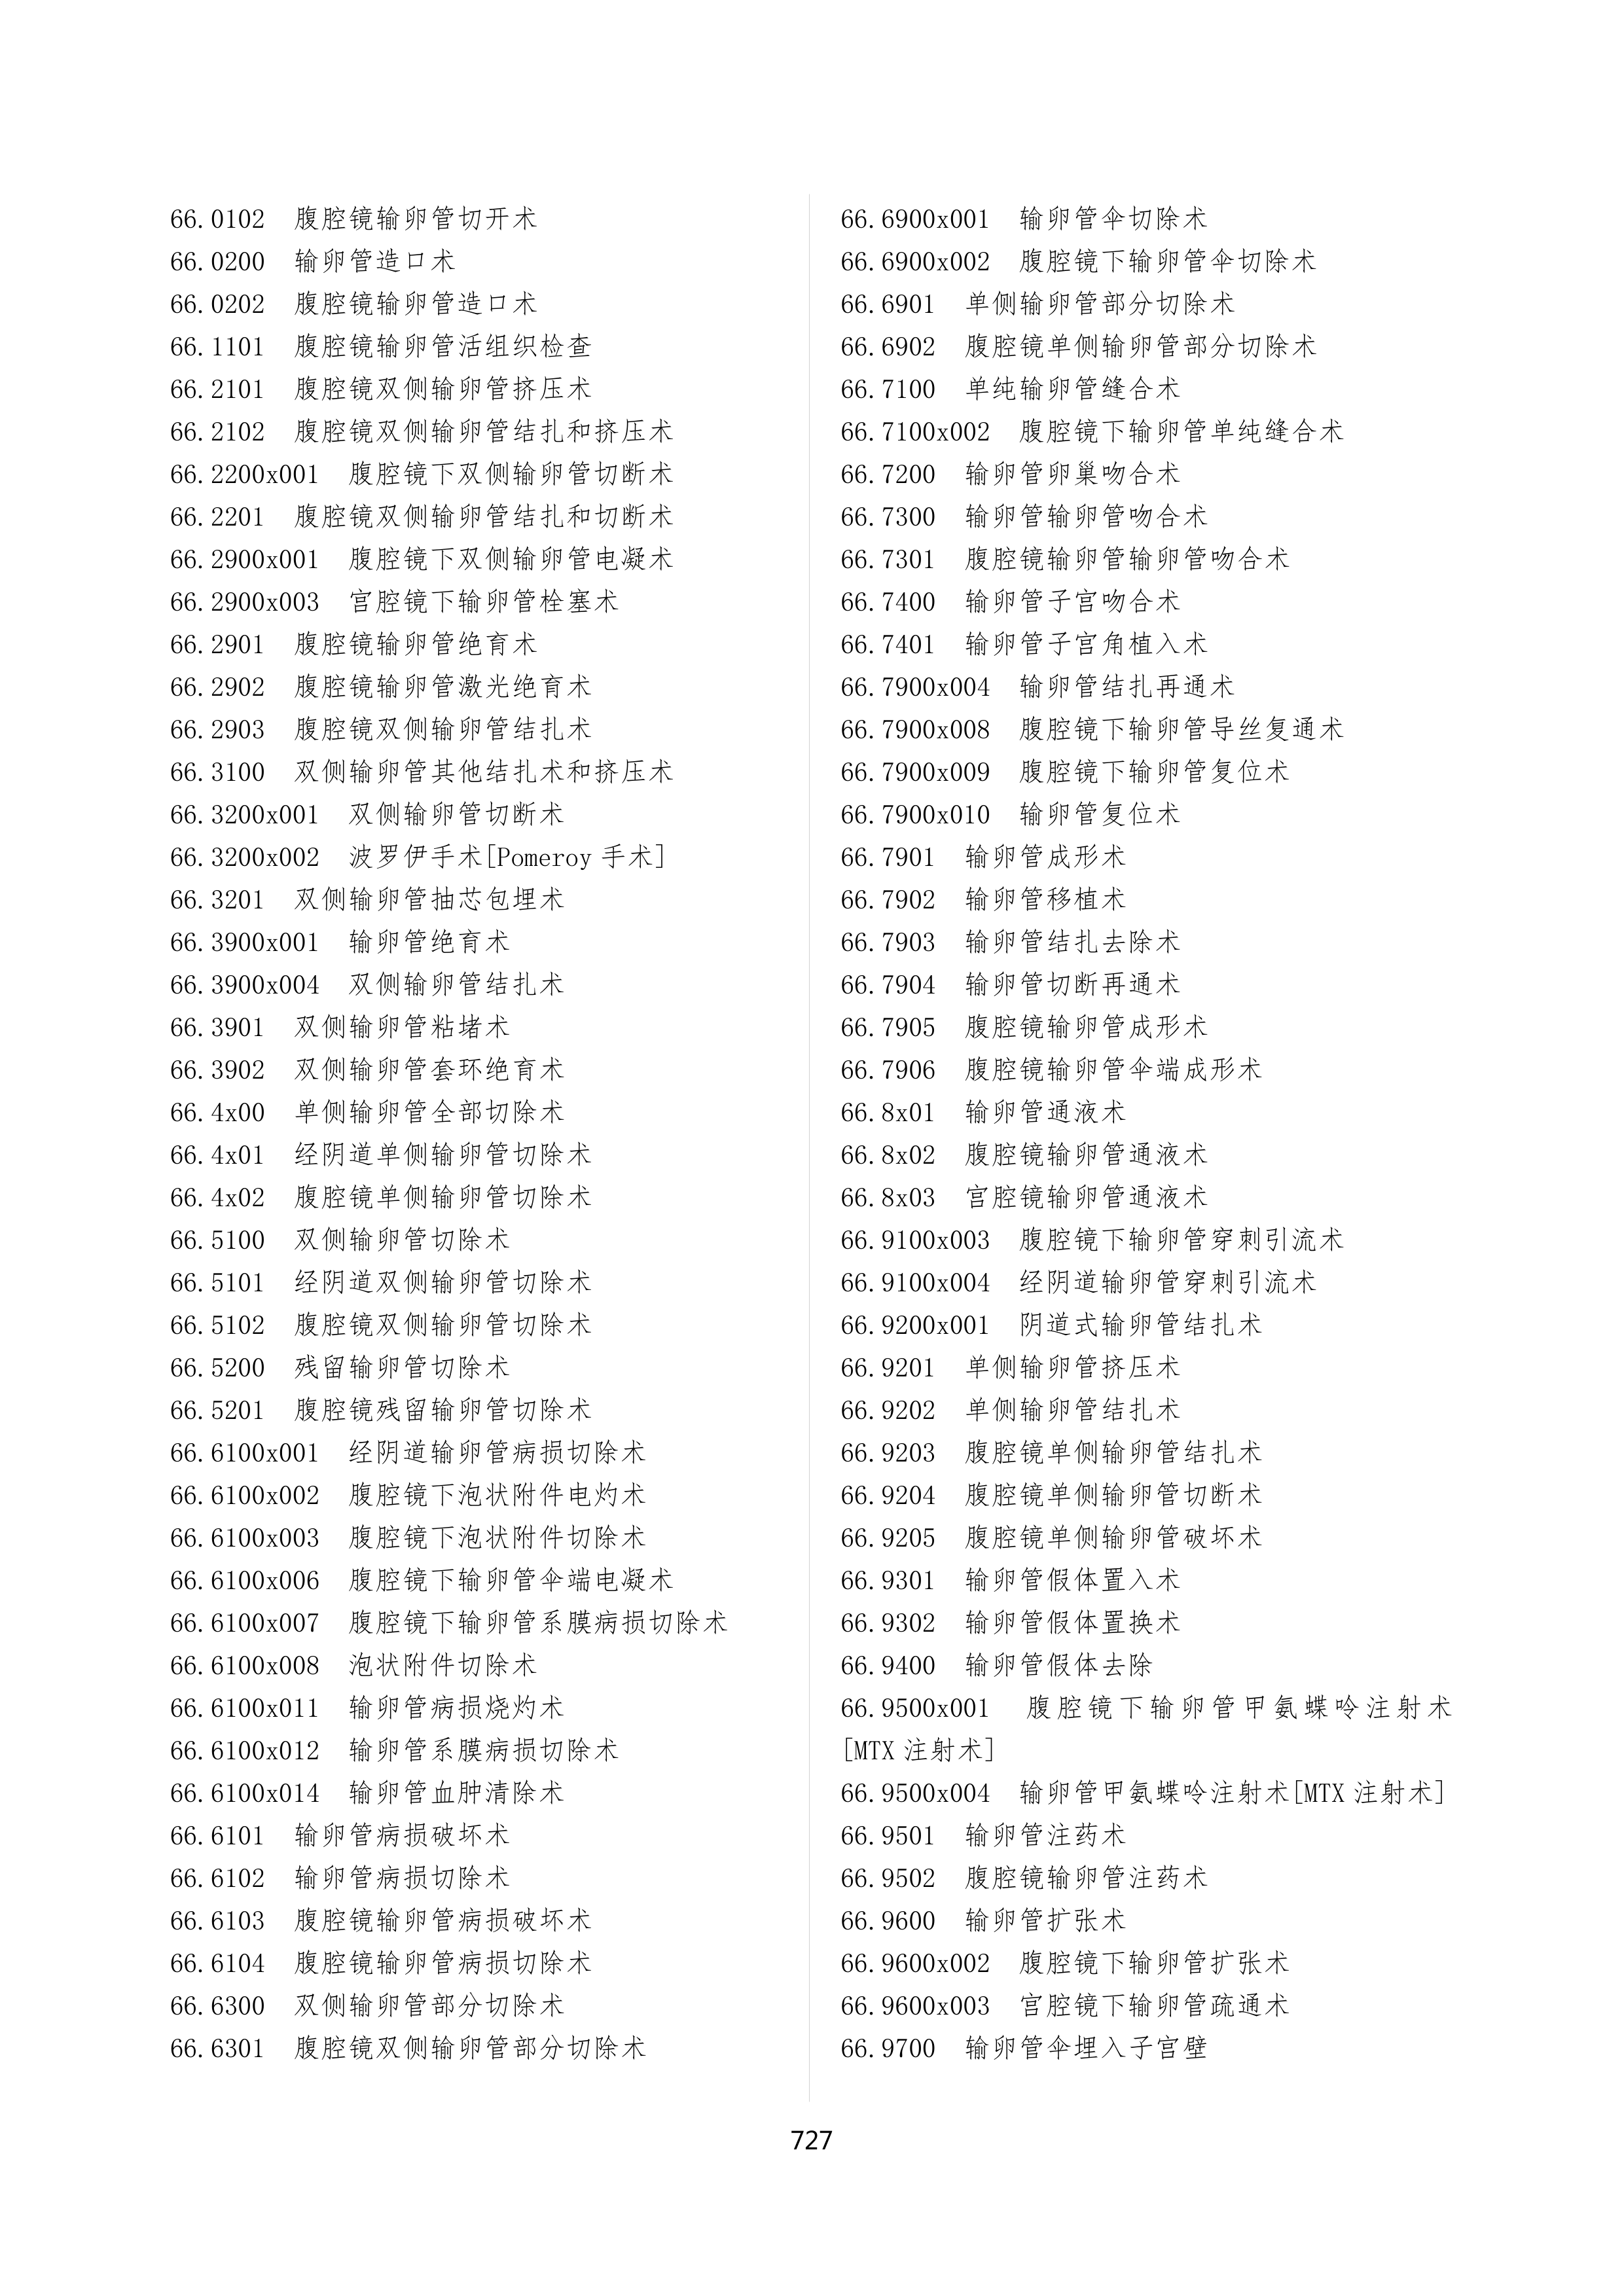 66.0102 腹腔镜输卵管切开术
66.0200 输卵管造口术
66.0202 腹腔镜输卵管造口术
66.1101 腹腔镜输卵管活组织检查
66.2101 腹腔镜双侧输卵管挤压术
66.2102 腹腔镜双侧输卵管结扎和挤压术
66.2200x001 腹腔镜下双侧输卵管切断术
66.2201 腹腔镜双侧输卵管结扎和切断术
66.2900x001 腹腔镜下双侧输卵管电凝术
66.2900x003 宫腔镜下输卵管栓塞术
66.2901 腹腔镜输卵管绝育术
66.2902 腹腔镜输卵管激光绝育术
66.2903 腹腔镜双侧输卵管结扎术
66.3100 双侧输卵管其他结扎术和挤压术
66.3200x001 双侧输卵管切断术
66.3200x002 波罗伊手术[Pomeroy 手术]
66.3201 双侧输卵管抽芯包埋术
66.3900x001 输卵管绝育术
66.3900x004 双侧输卵管结扎术
66.3901 双侧输卵管粘堵术
66.3902 双侧输卵管套环绝育术
66.4x00 单侧输卵管全部切除术
66.4x01 经阴道单侧输卵管切除术
66.4x02 腹腔镜单侧输卵管切除术
66.5100 双侧输卵管切除术
66.5101 经阴道双侧输卵管切除术
66.5102 腹腔镜双侧输卵管切除术
66.5200 残留输卵管切除术
66.5201 腹腔镜残留输卵管切除术
66.6100x001 经阴道输卵管病损切除术
66.6100x002 腹腔镜下泡状附件电灼术
66.6100x003 腹腔镜下泡状附件切除术
66.6100x006 腹腔镜下输卵管伞端电凝术
66.6100x007 腹腔镜下输卵管系膜病损切除术
66.6100x008 泡状附件切除术
66.6100x011 输卵管病损烧灼术
66.6100x012 输卵管系膜病损切除术
66.6100x014 输卵管血肿清除术
66.6101 输卵管病损破坏术
66.6102 输卵管病损切除术
66.6103 腹腔镜输卵管病损破坏术
66.6104 腹腔镜输卵管病损切除术
66.6300 双侧输卵管部分切除术
66.6301 腹腔镜双侧输卵管部分切除术
66.6900x001 输卵管伞切除术
66.6900x002 腹腔镜下输卵管伞切除术
66.6901 单侧输卵管部分切除术
66.6902 腹腔镜单侧输卵管部分切除术
66.7100 单纯输卵管缝合术
66.7100x002 腹腔镜下输卵管单纯缝合术
66.7200 输卵管卵巢吻合术
66.7300 输卵管输卵管吻合术
66.7301 腹腔镜输卵管输卵管吻合术
66.7400 输卵管子宫吻合术
66.7401 输卵管子宫角植入术
66.7900x004 输卵管结扎再通术
66.7900x008 腹腔镜下输卵管导丝复通术
66.7900x009 腹腔镜下输卵管复位术
66.7900x010 输卵管复位术
66.7901 输卵管成形术
66.7902 输卵管移植术
66.7903 输卵管结扎去除术
66.7904 输卵管切断再通术
66.7905 腹腔镜输卵管成形术
66.7906 腹腔镜输卵管伞端成形术
66.8x01 输卵管通液术
66.8x02 腹腔镜输卵管通液术
66.8x03 宫腔镜输卵管通液术
66.9100x003 腹腔镜下输卵管穿刺引流术
66.9100x004 经阴道输卵管穿刺引流术
66.9200x001 阴道式输卵管结扎术
66.9201 单侧输卵管挤压术
66.9202 单侧输卵管结扎术
66.9203 腹腔镜单侧输卵管结扎术
66.9204 腹腔镜单侧输卵管切断术
66.9205 腹腔镜单侧输卵管破坏术
66.9301 输卵管假体置入术
66.9302 输卵管假体置换术
66.9400 输卵管假体去除
66.9500x001 腹腔镜下输卵管甲氨蝶呤注射术
[MTX 注射术]
66.9500x004 输卵管甲氨蝶呤注射术[MTX 注射术]
66.9501 输卵管注药术
66.9502 腹腔镜输卵管注药术
66.9600 输卵管扩张术
66.9600x002 腹腔镜下输卵管扩张术
66.9600x003 宫腔镜下输卵管疏通术
66.9700 输卵管伞埋入子宫壁
727